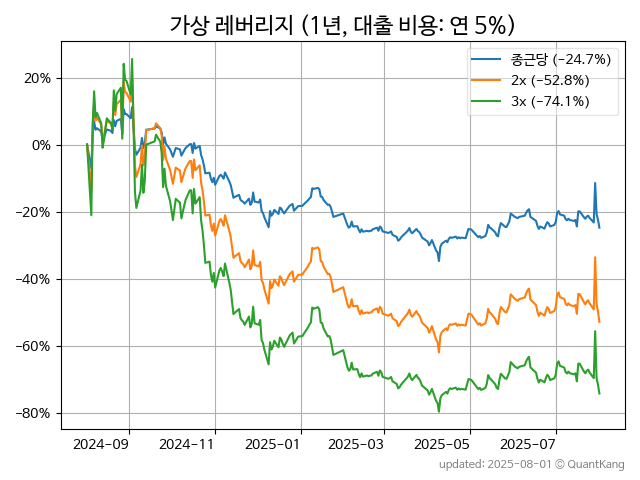 가상 레버리지 (1년, 대출 비용: 연 5%)
종근당 (−24.7%)
2x (−52.8%)
3x (−74.1%)
20%
0%
−20%
−40%
−60%
−80%
2024-09 2024-11 2025-01 2025-03 2025-05 2025-07
updated: 2025-08-01 © QuantKang